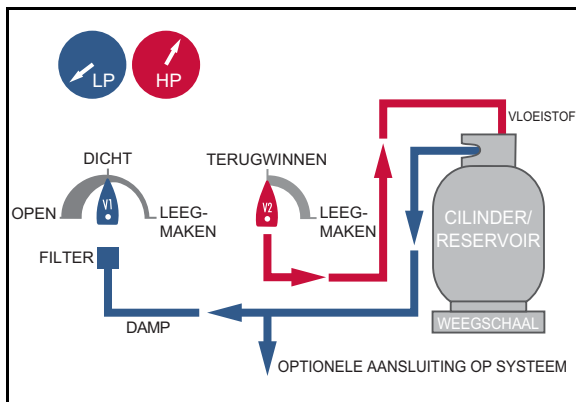 LP
HP
VLOEISTOF
DICHT
TERUGWINNEN
V1
V2
OPEN
LEEG-
MAKEN
LEEG-
MAKEN
CILINDER/
RESERVOIR
FILTER
DAMP
WEEGSCHAAL
OPTIONELE AANSLUITING OP SYSTEEM